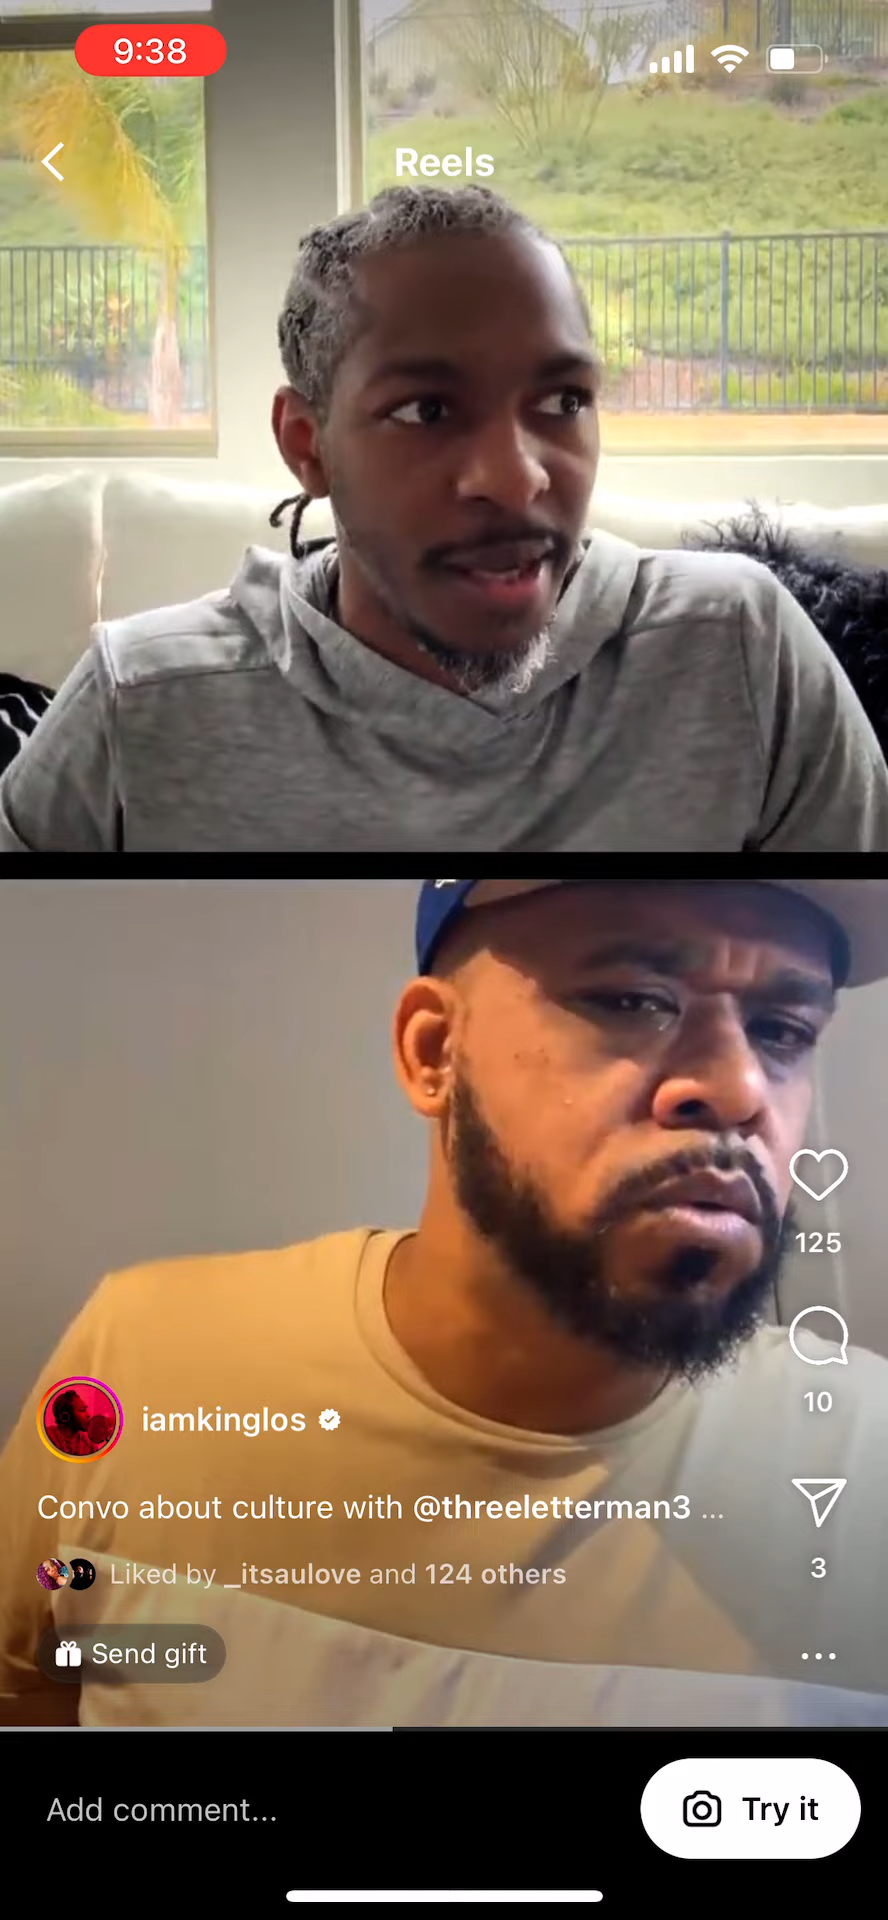 9:38
Reels
125
10
iamkinglos
Convo about culture with @threeletterman3 ...
3
Liked by _itsaulove and 124 others
Send gift
Add comment...
Try it